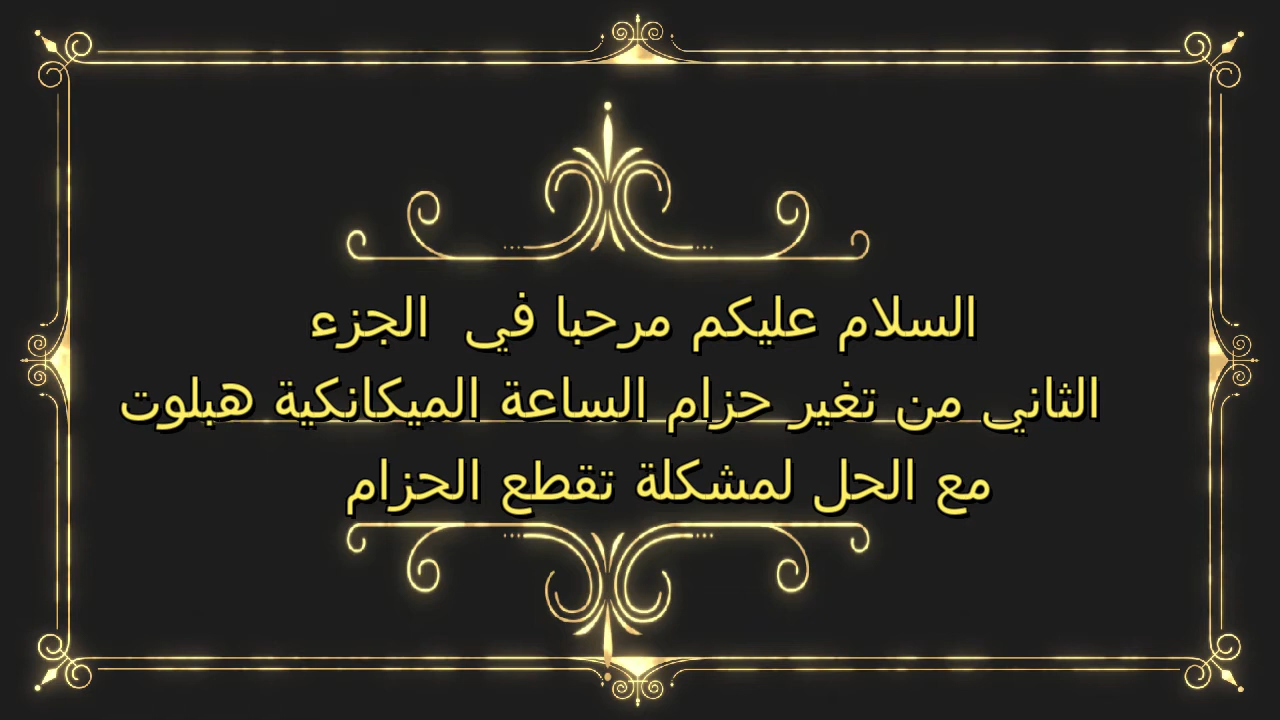 السلام عليكم مرحبا في  الجزء
الثاني من تغير حزام الساعة الميكانكية هبلوت
مع الحل لمشكلة تقطع الحزام